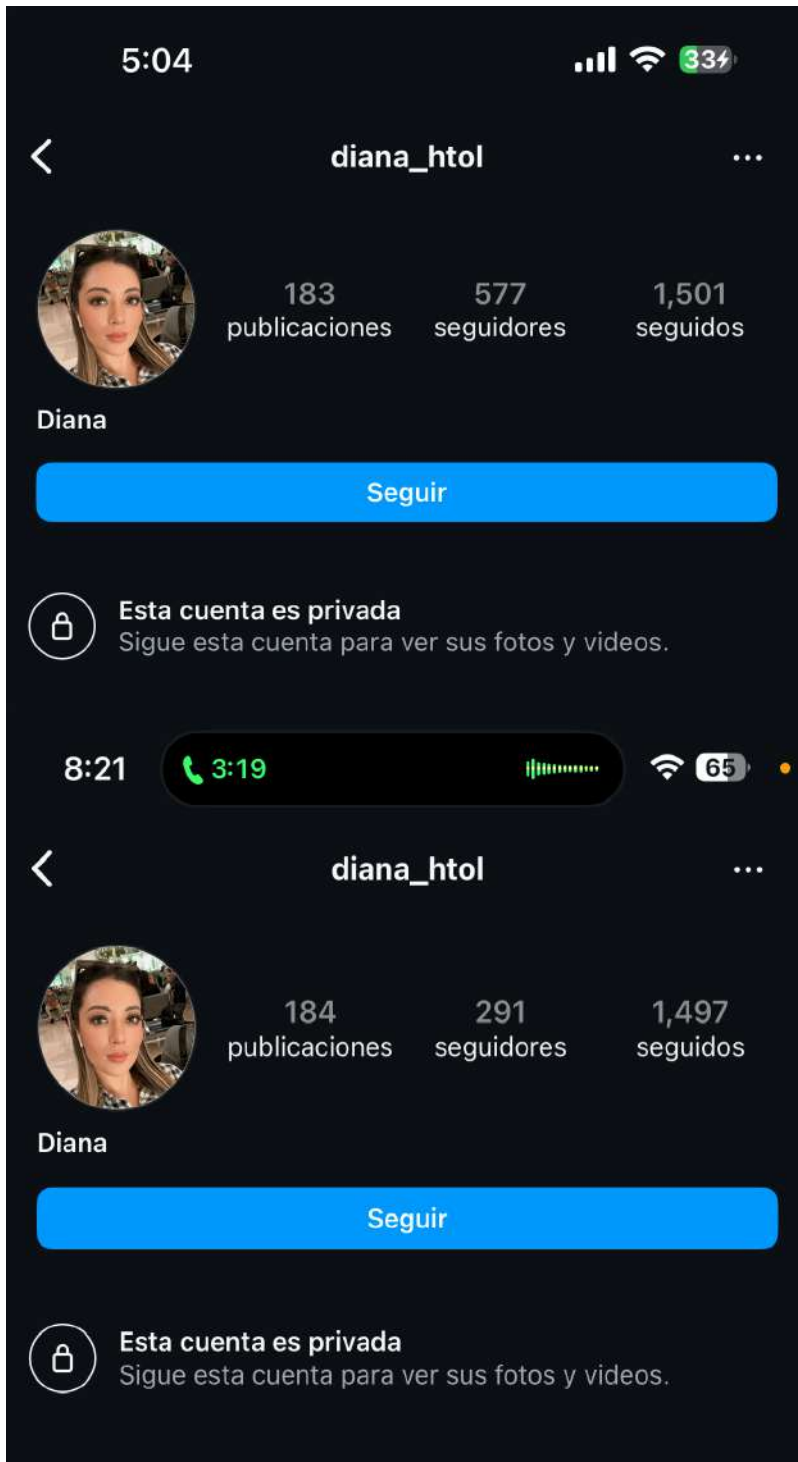 5:04 33
diana_htol
183 577 1,501
publicaciones seguidores seguidos
Diana
Seguir
Esta cuenta es privada
Sigue esta cuenta para ver sus fotos y videos.
8:21 3:19 65
diana_htol
184 291 1,497
publicaciones seguidores seguidos
Diana
Seguir
Esta cuenta es privada
Sigue esta cuenta para ver sus fotos y videos.